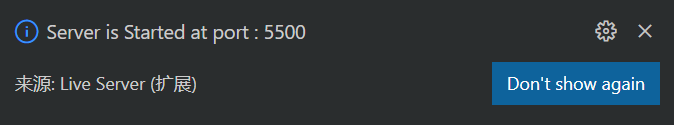 Server is Started at port : 5500
来源: Live Server (扩展)
Don't show again